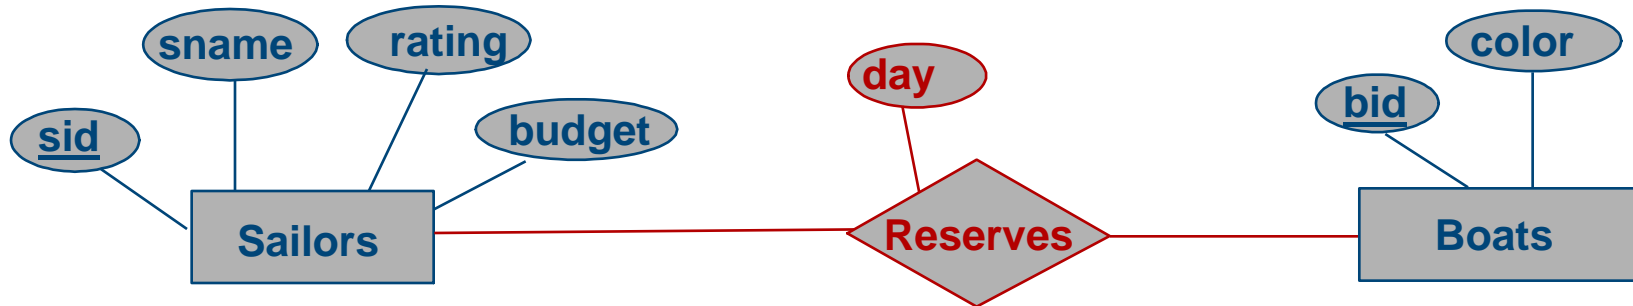 sname
rating
color
day
bid
sid
budget
Sailors
Reserves
Boats